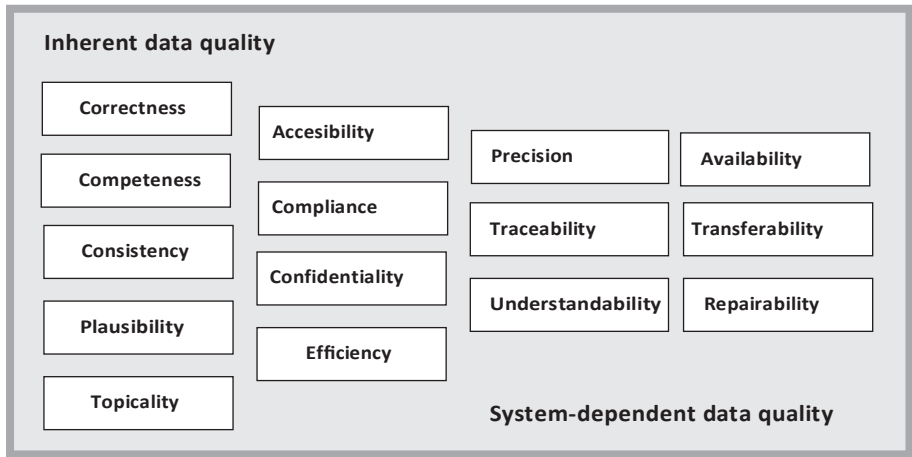 Inherent data quality
Correctness
Competeness
Consistency
Plausibility
Topicality
Accesibility
Compliance
Confidentiality
Efficiency
Precision
Traceability
Understandability
Availability
Transferability
Repairability
System-dependent data quality